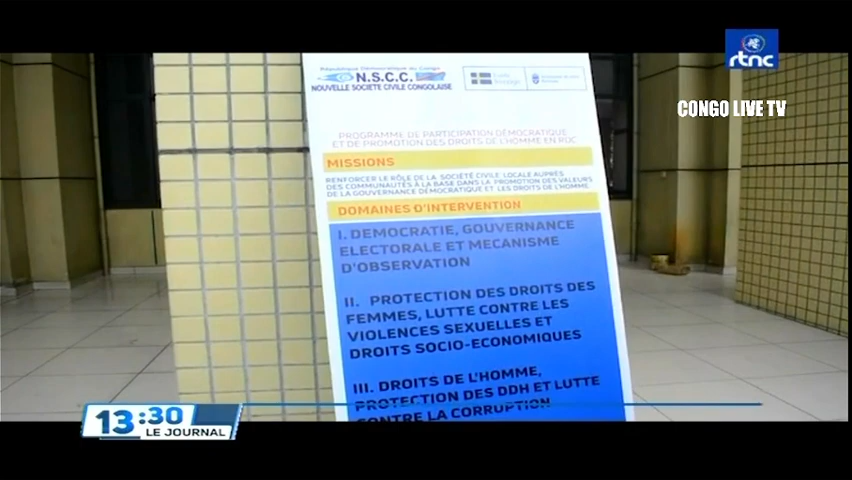 rtnc
CONGO LIVE TV
République Démocratique du Congo
N.S.C.C.
NOUVELLE SOCIETE CIVILE CONGOLAISE
PROGRAMME DE PARTICIPATION DÉMOCRATIQUE
ET DE PROMOTION DES DROITS DE L'HOMME EN RDC
MISSIONS
RENFORCER LE RÔLE DE LA SOCIÉTÉ CIVILE LOCALE AUPRÈS
DES COMMUNAUTÉS À LA BASE DANS LA PROMOTION DES VALEURS
DE LA GOUVERNANCE DÉMOCRATIQUE ET LES DROITS DE L'HOMME.
DOMAINES D'INTERVENTION
I. DEMOCRATIE, GOUVERNANCE
ELECTORALE ET MECANISME
D'OBSERVATION
II. PROTECTION DES DROITS DES
FEMMES, LUTTE CONTRE LES
VIOLENCES SEXUELLES ET
DROITS SOCIO-ECONOMIQUES
III. DROITS DE L'HOMME,
PROTECTION DES DDH ET LUTTE
CONTRE LA CORRUPTION
13:30
LE JOURNAL